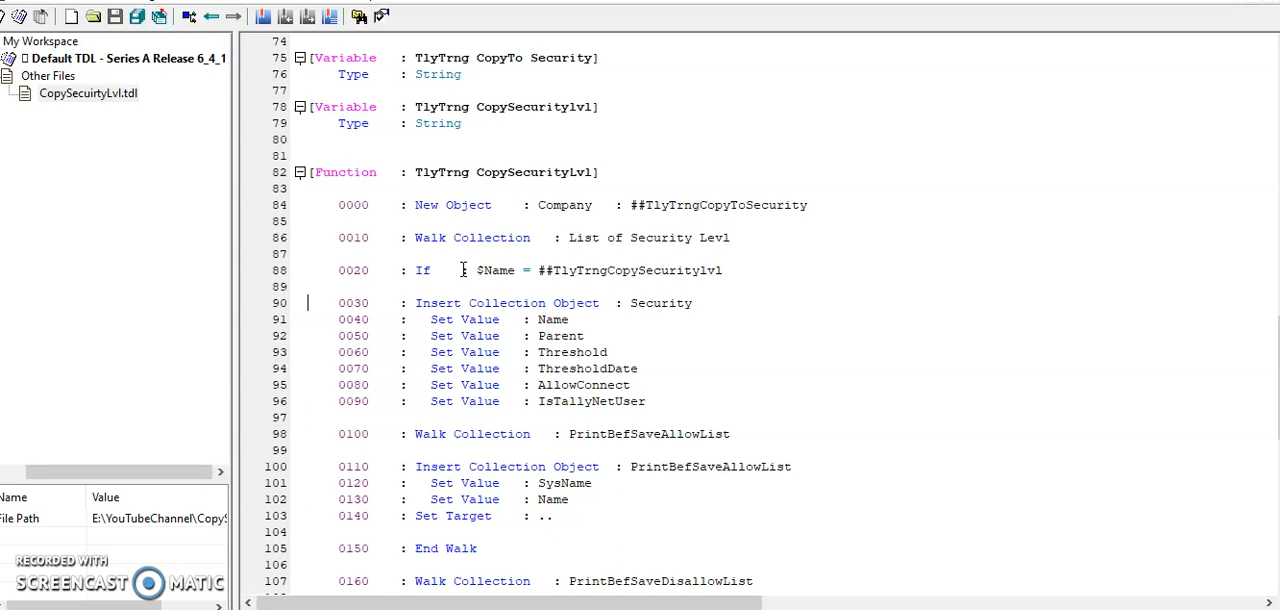 My Workspace
Default TDL - Series A Release 6_4_1
Other Files
CopySecuirtyLvl.tdl
Name Value
File Path E:\YouTubeChannel\CopyS
RECORDED WITH
SCREENCAST MATIC
74
75 [Variable : TlyTrng CopyTo Security]
76 Type : String
77
78 [Variable : TlyTrng CopySecuritylvl]
79 Type : String
80
81
82 [Function : TlyTrng CopySecurityLvl]
83
84 0000 : New Object : Company : ##TlyTrngCopyToSecurity
85
86 0010 : Walk Collection : List of Security Levl
87
88 0020 : If : $Name = ##TlyTrngCopySecuritylvl
89
90 0030 : Insert Collection Object : Security
91 0040 : Set Value : Name
92 0050 : Set Value : Parent
93 0060 : Set Value : Threshold
94 0070 : Set Value : ThresholdDate
95 0080 : Set Value : AllowConnect
96 0090 : Set Value : IsTallyNetUser
97
98 0100 : Walk Collection : PrintBefSaveAllowList
99
100 0110 : Insert Collection Object : PrintBefSaveAllowList
101 0120 : Set Value : SysName
102 0130 : Set Value : Name
103 0140 : Set Target : ..
104
105 0150 : End Walk
106
107 0160 : Walk Collection : PrintBefSaveDisallowList